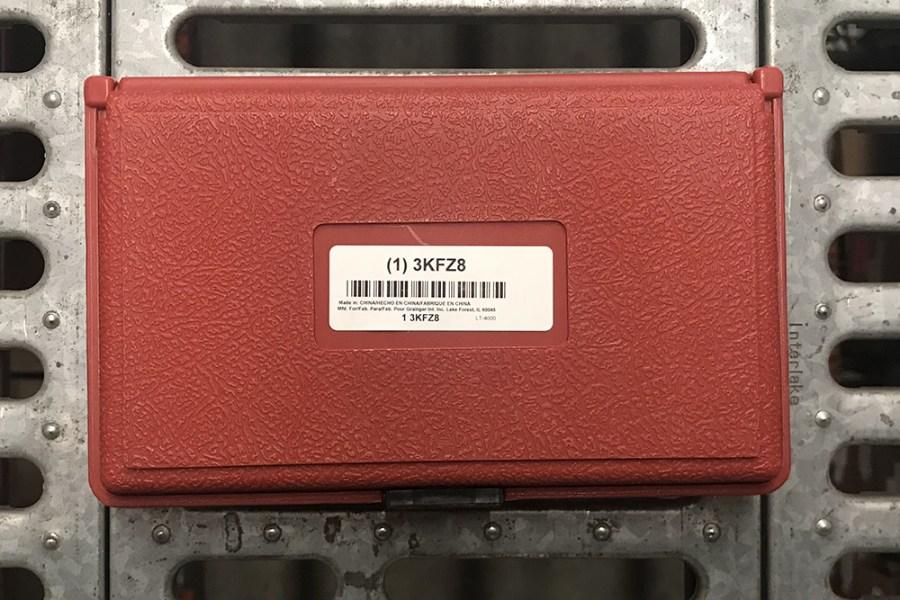 (1) 3KFZ8
Made in: CHINA/HECHO EN CHINA/FABRIQUE EN CHINA
Mfd. For/Fab. Para/Fab. Pour Grainger Int. Inc. Lake Forest, IL 60045
1 3KFZ8 LT-4000
interlake